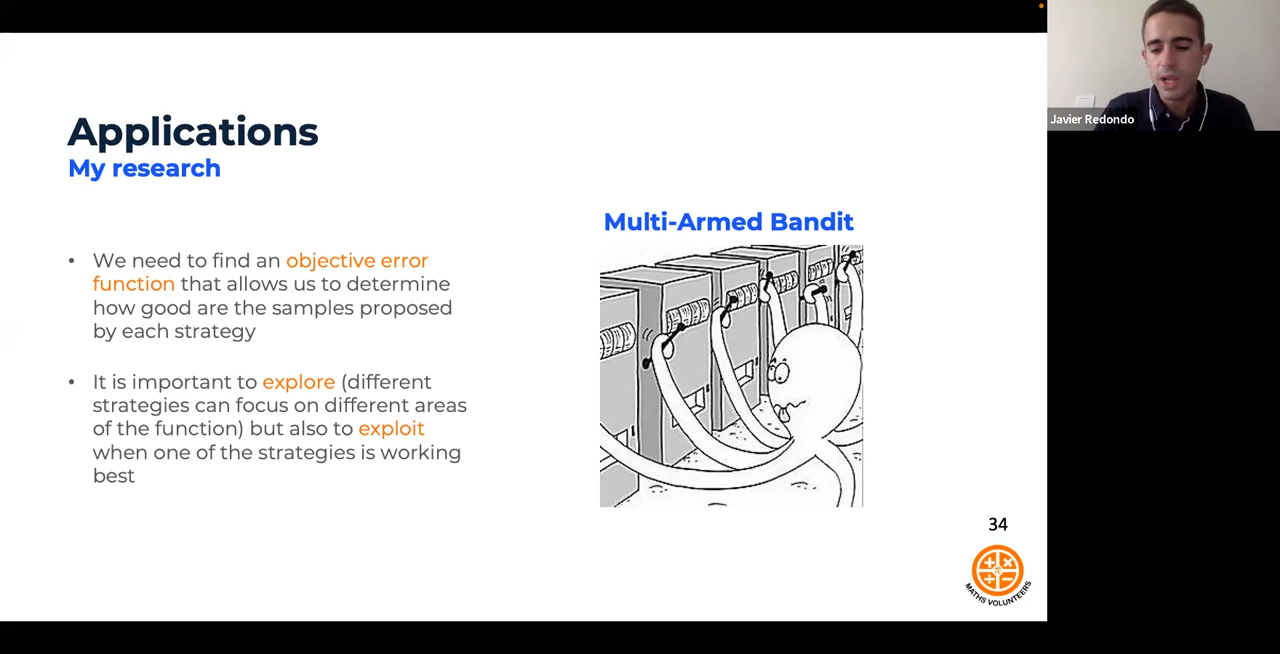 Javier Redondo
Applications
My research
Multi-Armed Bandit
• We need to find an objective error
function that allows us to determine
how good are the samples proposed
by each strategy
• It is important to explore (different
strategies can focus on different areas
of the function) but also to exploit
when one of the strategies is working
best
34
MATHS VOLUNTEERS